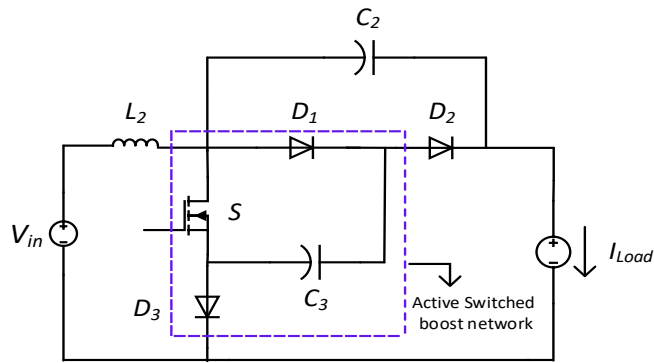 C2
L2
D1
D2
S
Vin
+
-
+
-
ILoad
C3
D3
Active Switched
boost network